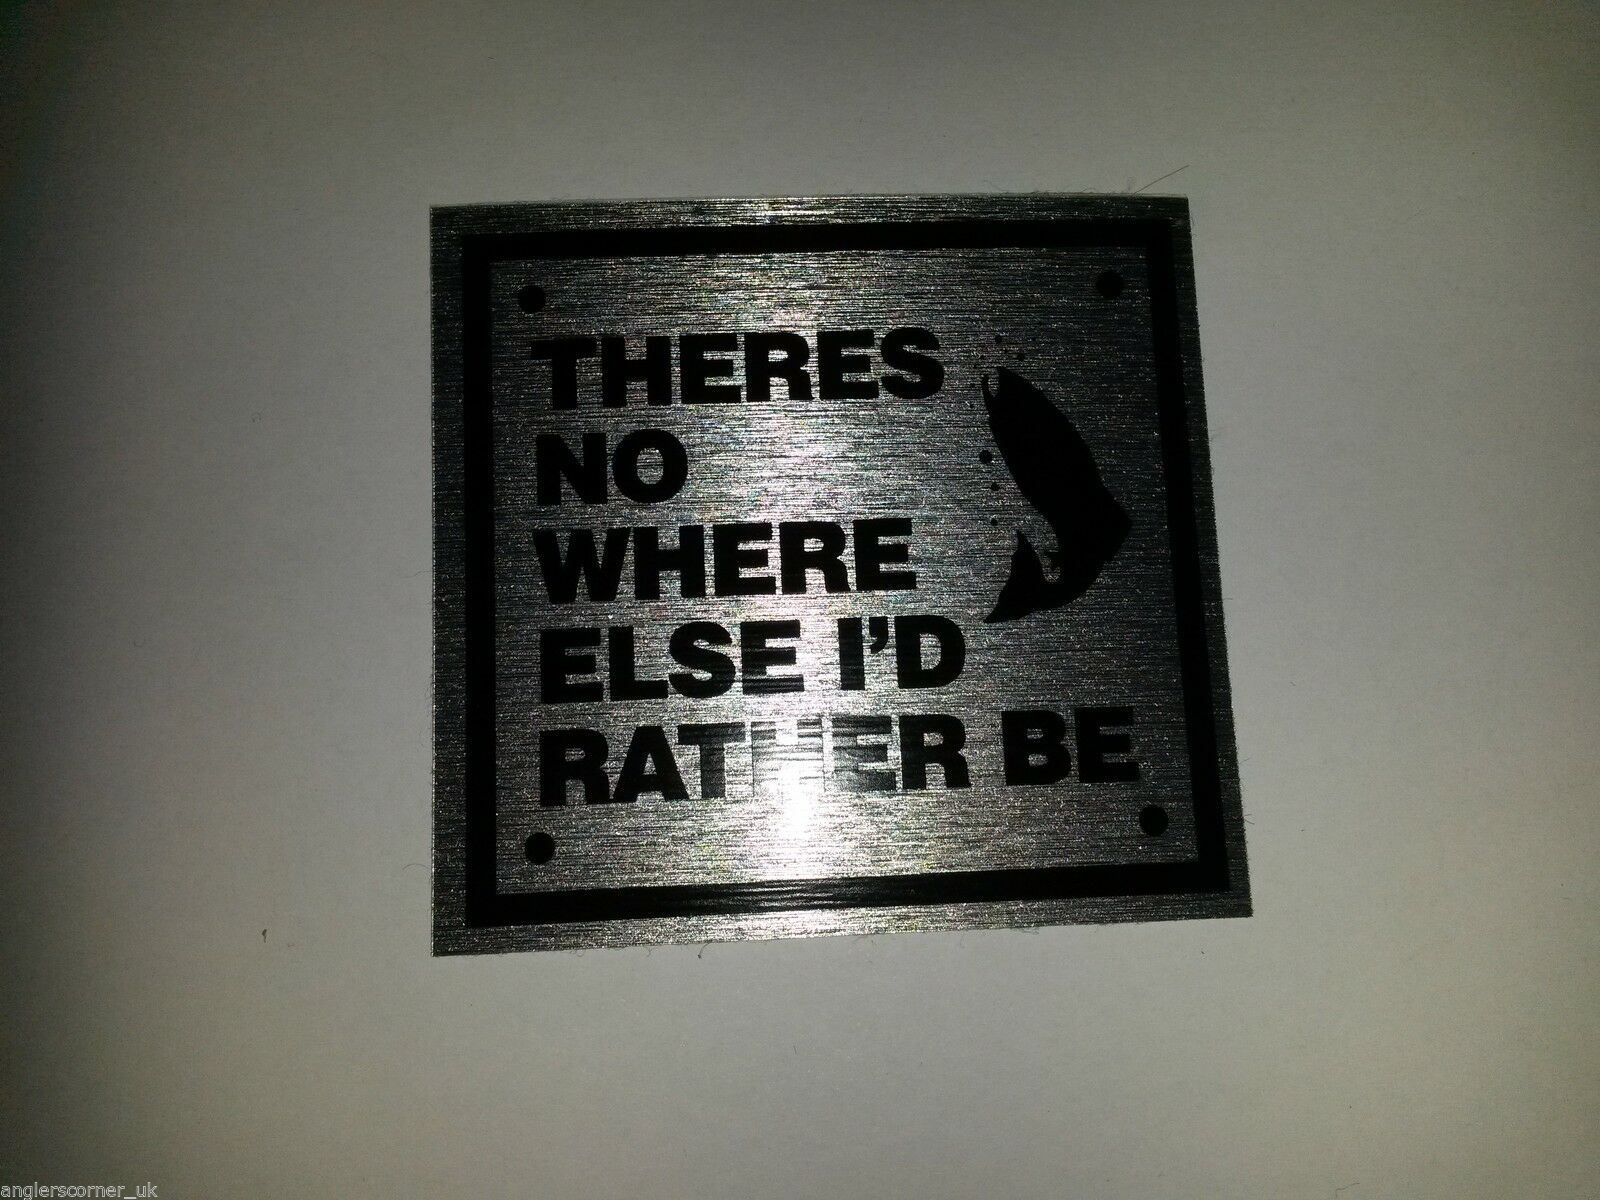 THERES
NO
WHERE
ELSE I'D
RATHER BE
anglerscorner_uk